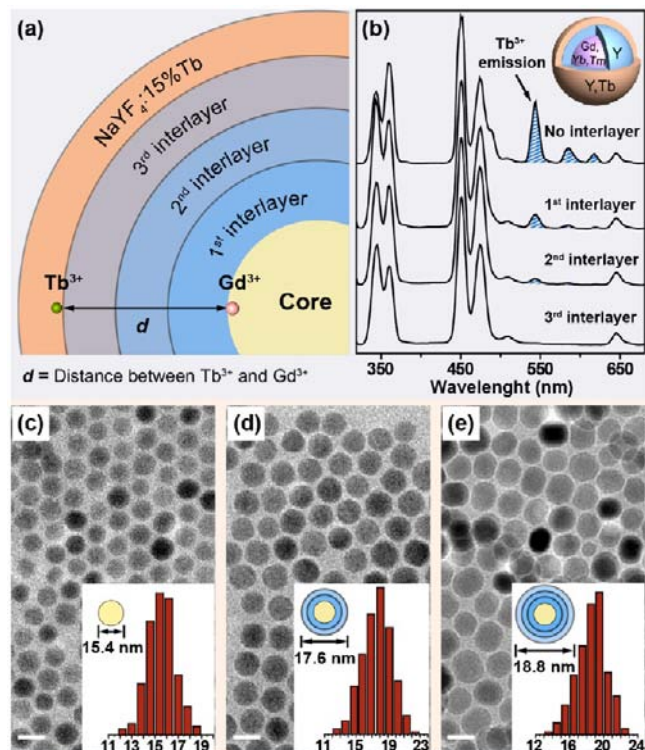 (a)
NaYF4:15%Tb
3rd interlayer
2nd interlayer
1st interlayer
Tb3+
Gd3+
Core
d
d = Distance between Tb3+ and Gd3+
(b)
Tb3+
emission
Gd,
Yb,Tm
Y
Y,Tb
No interlayer
1st interlayer
2nd interlayer
3rd interlayer
350 450 550 650
Wavelenght (nm)
(c)
15.4 nm
11 13 15 17 19
(d)
17.6 nm
11 15 19 23
(e)
18.8 nm
12 16 20 24